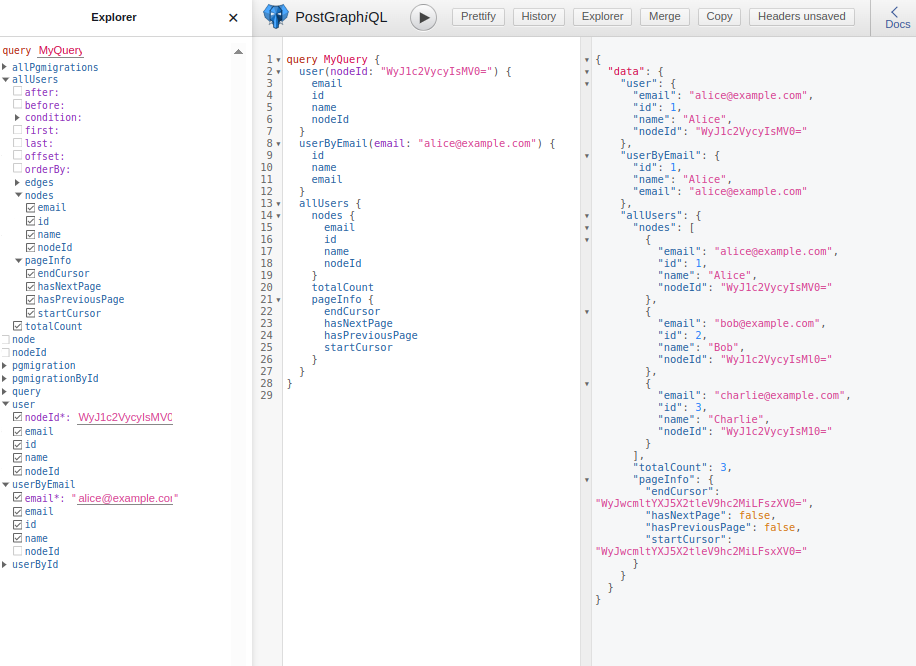 Explorer
PostGraphiQL
Prettify
History
Explorer
Merge
Copy
Headers unsaved
Docs
query MyQuery
allPgmigrations
allUsers
after:
before:
condition:
first:
last:
offset:
orderBy:
edges
nodes
email
id
name
nodeId
pageInfo
endCursor
hasNextPage
hasPreviousPage
startCursor
totalCount
node
nodeId
pgmigration
pgmigrationById
query
user
nodeId*: WyJ1c2VycyIsMV0
email
id
name
nodeId
userByEmail
email*: "alice@example.com"
email
id
name
nodeId
userById
1 query MyQuery {
2 user(nodeId: "WyJ1c2VycyIsMV0=") {
3 email
4 id
5 name
6 nodeId
7 }
8 userByEmail(email: "alice@example.com") {
9 id
10 name
11 email
12 }
13 allUsers {
14 nodes {
15 email
16 id
17 name
18 nodeId
19 }
20 totalCount
21 pageInfo {
22 endCursor
23 hasNextPage
24 hasPreviousPage
25 startCursor
26 }
27 }
28 }
29
{
"data": {
"user": {
"email": "alice@example.com",
"id": 1,
"name": "Alice",
"nodeId": "WyJ1c2VycyIsMV0="
},
"userByEmail": {
"id": 1,
"name": "Alice",
"email": "alice@example.com"
},
"allUsers": {
"nodes": [
{
"email": "alice@example.com",
"id": 1,
"name": "Alice",
"nodeId": "WyJ1c2VycyIsMV0="
},
{
"email": "bob@example.com",
"id": 2,
"name": "Bob",
"nodeId": "WyJ1c2VycyIsMl0="
},
{
"email": "charlie@example.com",
"id": 3,
"name": "Charlie",
"nodeId": "WyJ1c2VycyIsM10="
}
],
"totalCount": 3,
"pageInfo": {
"endCursor":
"WyJwcmltYXJ5X2tleV9hc2MiLFszXV0=",
"hasNextPage": false,
"hasPreviousPage": false,
"startCursor":
"WyJwcmltYXJ5X2tleV9hc2MiLFsxXV0="
}
}
}
}